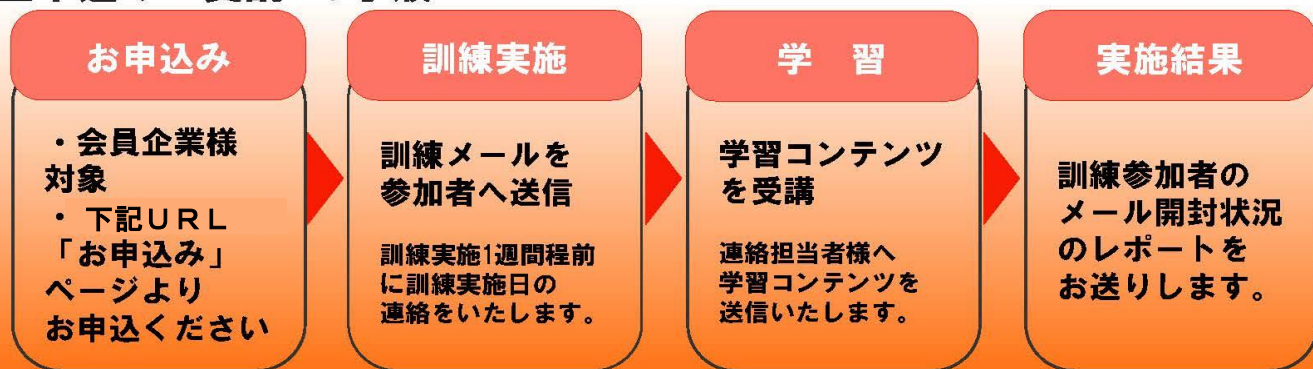 お申込み
・会員企業様
対象
・下記ＵＲＬ
「お申込み」
ページより
お申込ください
訓練実施
訓練メールを
参加者へ送信
訓練実施1週間程前
に訓練実施日の
連絡をいたします。
学　習
学習コンテンツ
を受講
連絡担当者様へ
学習コンテンツを
送信いたします。
実施結果
訓練参加者の
メール開封状況
のレポートを
お送りします。